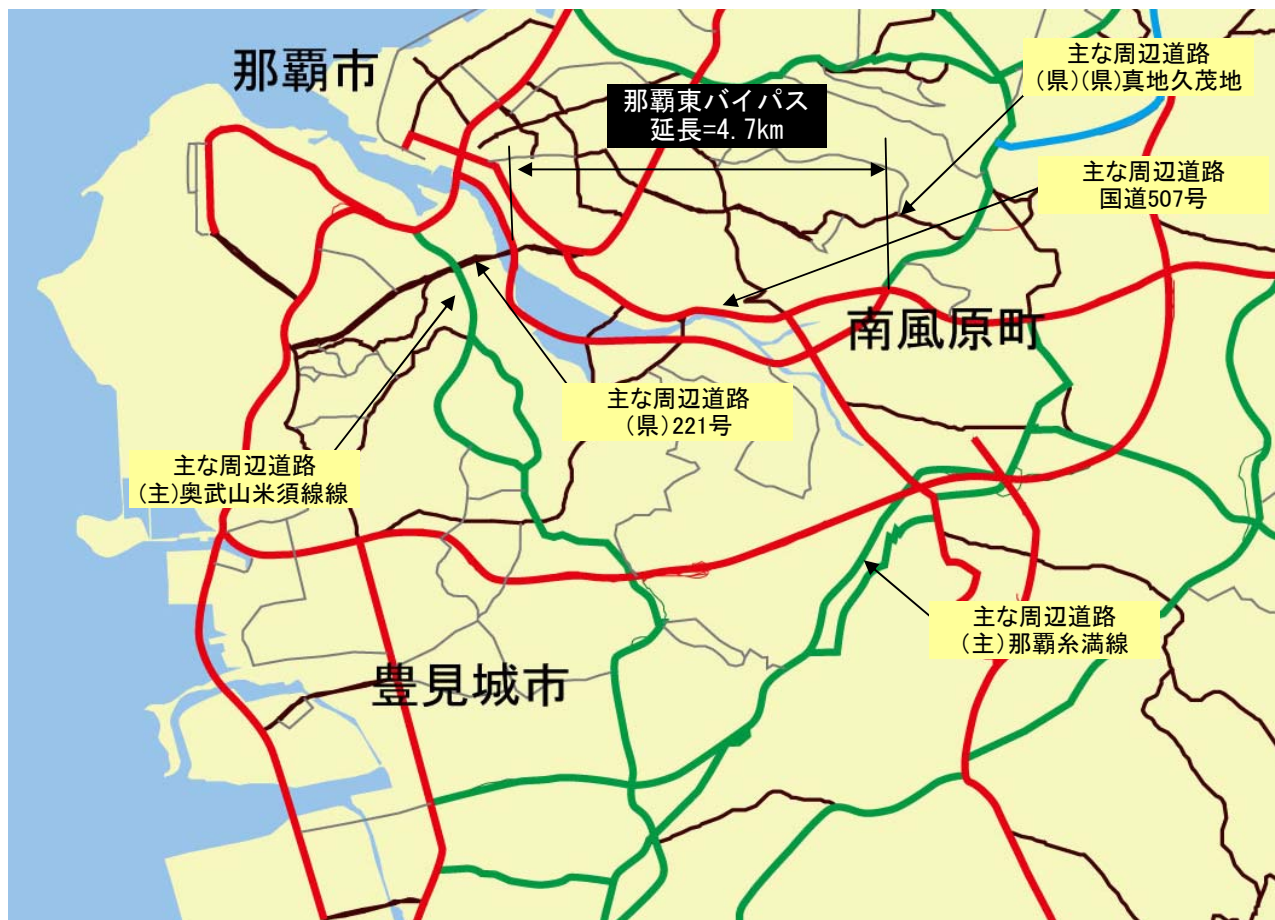 那覇市
主な周辺道路
(県)(県)真地久茂地
那覇東バイパス
延長=4.7km
主な周辺道路
国道507号
南風原町
主な周辺道路
(県)221号
主な周辺道路
(主)奥武山米須線線
主な周辺道路
(主)那覇糸満線
豊見城市